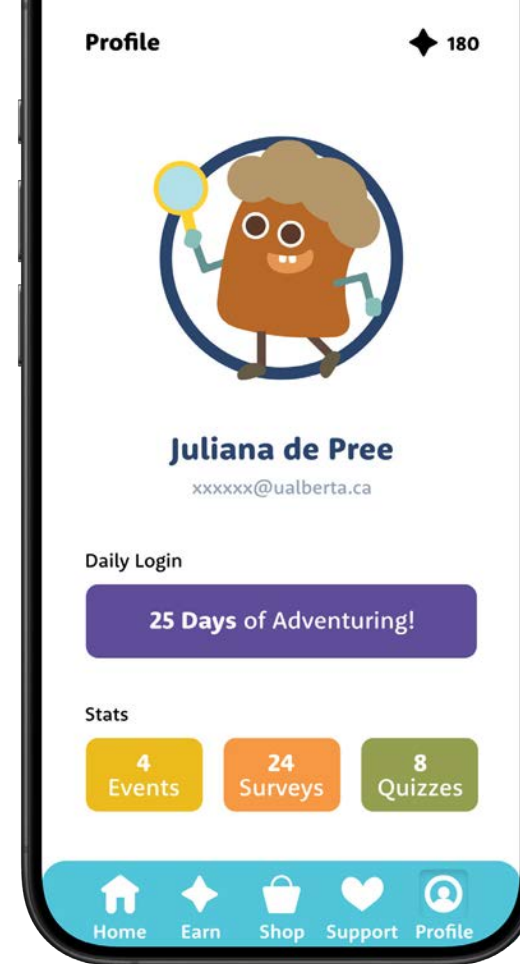 Profile
180
Juliana de Pree
xxxxxx@ualberta.ca
Daily Login
25 Days of Adventuring!
Stats
4
Events
24
Surveys
8
Quizzes
Home Earn Shop Support Profile